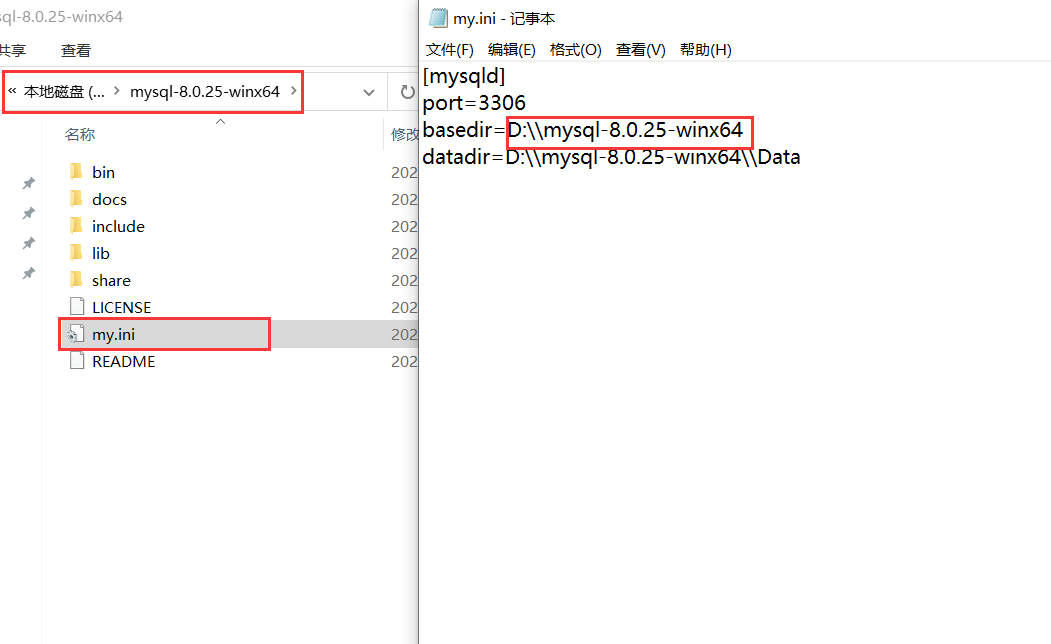 sql-8.0.25-winx64
共享 查看
« 本地磁盘 (... > mysql-8.0.25-winx64 >
名称 修改
bin 202
docs 202
include 202
lib 202
share 202
LICENSE 202
my.ini 202
README 202
my.ini - 记事本
文件(F) 编辑(E) 格式(O) 查看(V) 帮助(H)
[mysqld]
port=3306
basedir=D:\\mysql-8.0.25-winx64
datadir=D:\\mysql-8.0.25-winx64\\Data